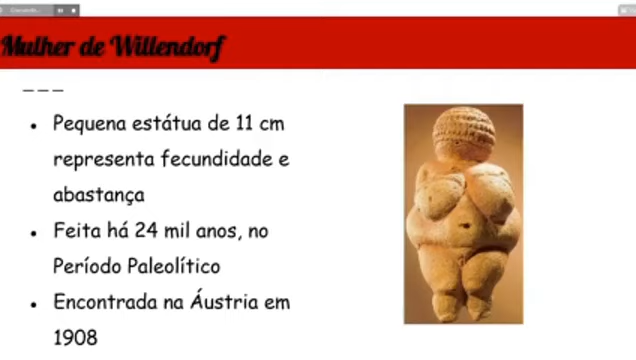 Mulher de Willendorf
– – –
• Pequena estátua de 11 cm
representa fecundidade e
abastança
• Feita há 24 mil anos, no
Período Paleolítico
• Encontrada na Áustria em
1908